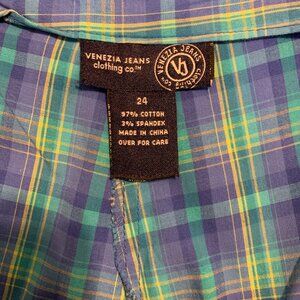 VENEZIA JEANS
clothing co.™
VENEZIA JEANS
VJ
clothing co.
24
97% COTTON
3% SPANDEX
MADE IN CHINA
OVER FOR CARE